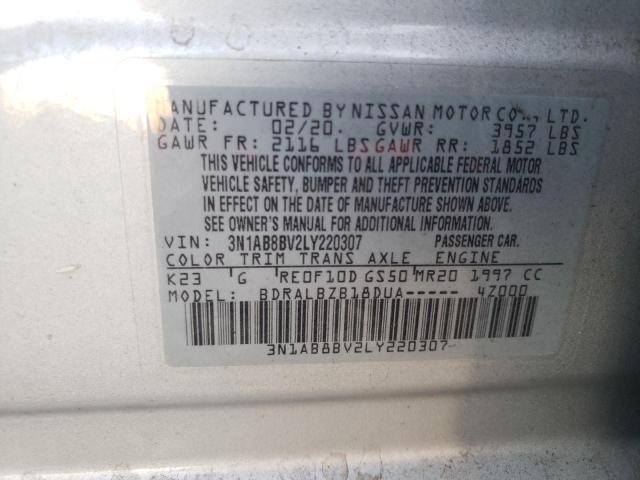 MANUFACTURED BY NISSAN MOTOR CO., LTD.
DATE: 02/20. GVWR: 3957 LBS
GAWR FR: 2116 LBS GAWR RR: 1852 LBS
THIS VEHICLE CONFORMS TO ALL APPLICABLE FEDERAL MOTOR
VEHICLE SAFETY, BUMPER AND THEFT PREVENTION STANDARDS
IN EFFECT ON THE DATE OF MANUFACTURE SHOWN ABOVE.
SEE OWNER'S MANUAL FOR ADDITIONAL INFORMATION.
VIN: 3N1AB8BV2LY220307 PASSENGER CAR.
COLOR TRIM TRANS AXLE ENGINE
K23 G RE0F10D GS50 MR20 1997 CC
MODEL: BDRALBZB18DUA----- 4Z000
3N1AB8BV2LY220307